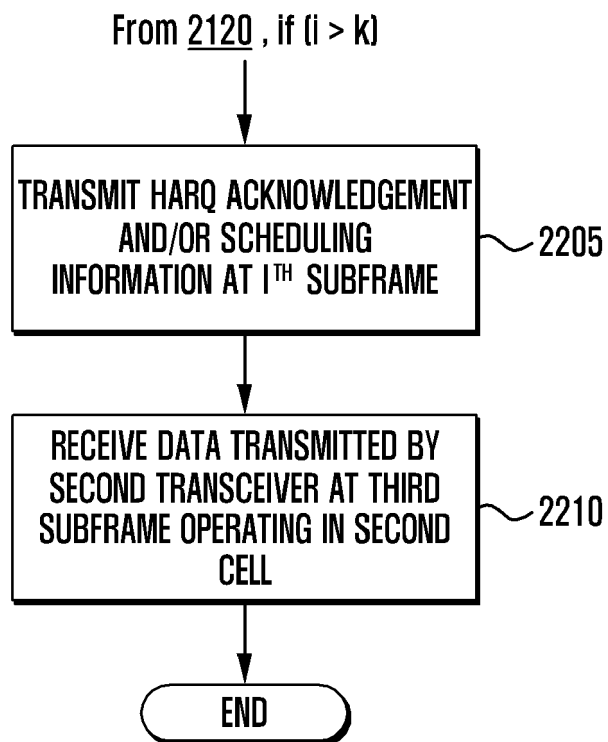 From 2120 , if (i > k)
TRANSMIT HARQ ACKNOWLEDGEMENT
AND/OR SCHEDULING
INFORMATION AT ITH SUBFRAME
2205
RECEIVE DATA TRANSMITTED BY
SECOND TRANSCEIVER AT THIRD
SUBFRAME OPERATING IN SECOND
CELL
2210
END